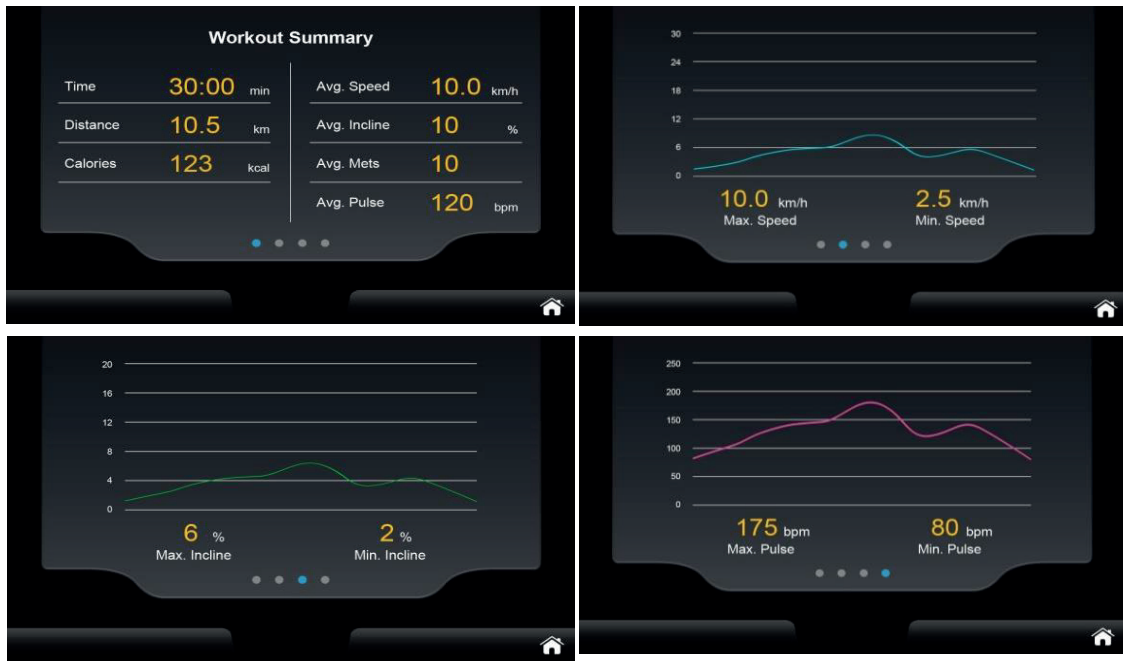 Workout Summary
Time 30:00 min Avg. Speed 10.0 km/h
Distance 10.5 km Avg. Incline 10 %
Calories 123 kcal Avg. Mets 10
Avg. Pulse 120 bpm
30
24
18
12
6
0
10.0 km/h 2.5 km/h
Max. Speed Min. Speed
20
16
12
8
4
0
6 % 2 %
Max. Incline Min. Incline
250
200
150
100
50
0
175 bpm 80 bpm
Max. Pulse Min. Pulse